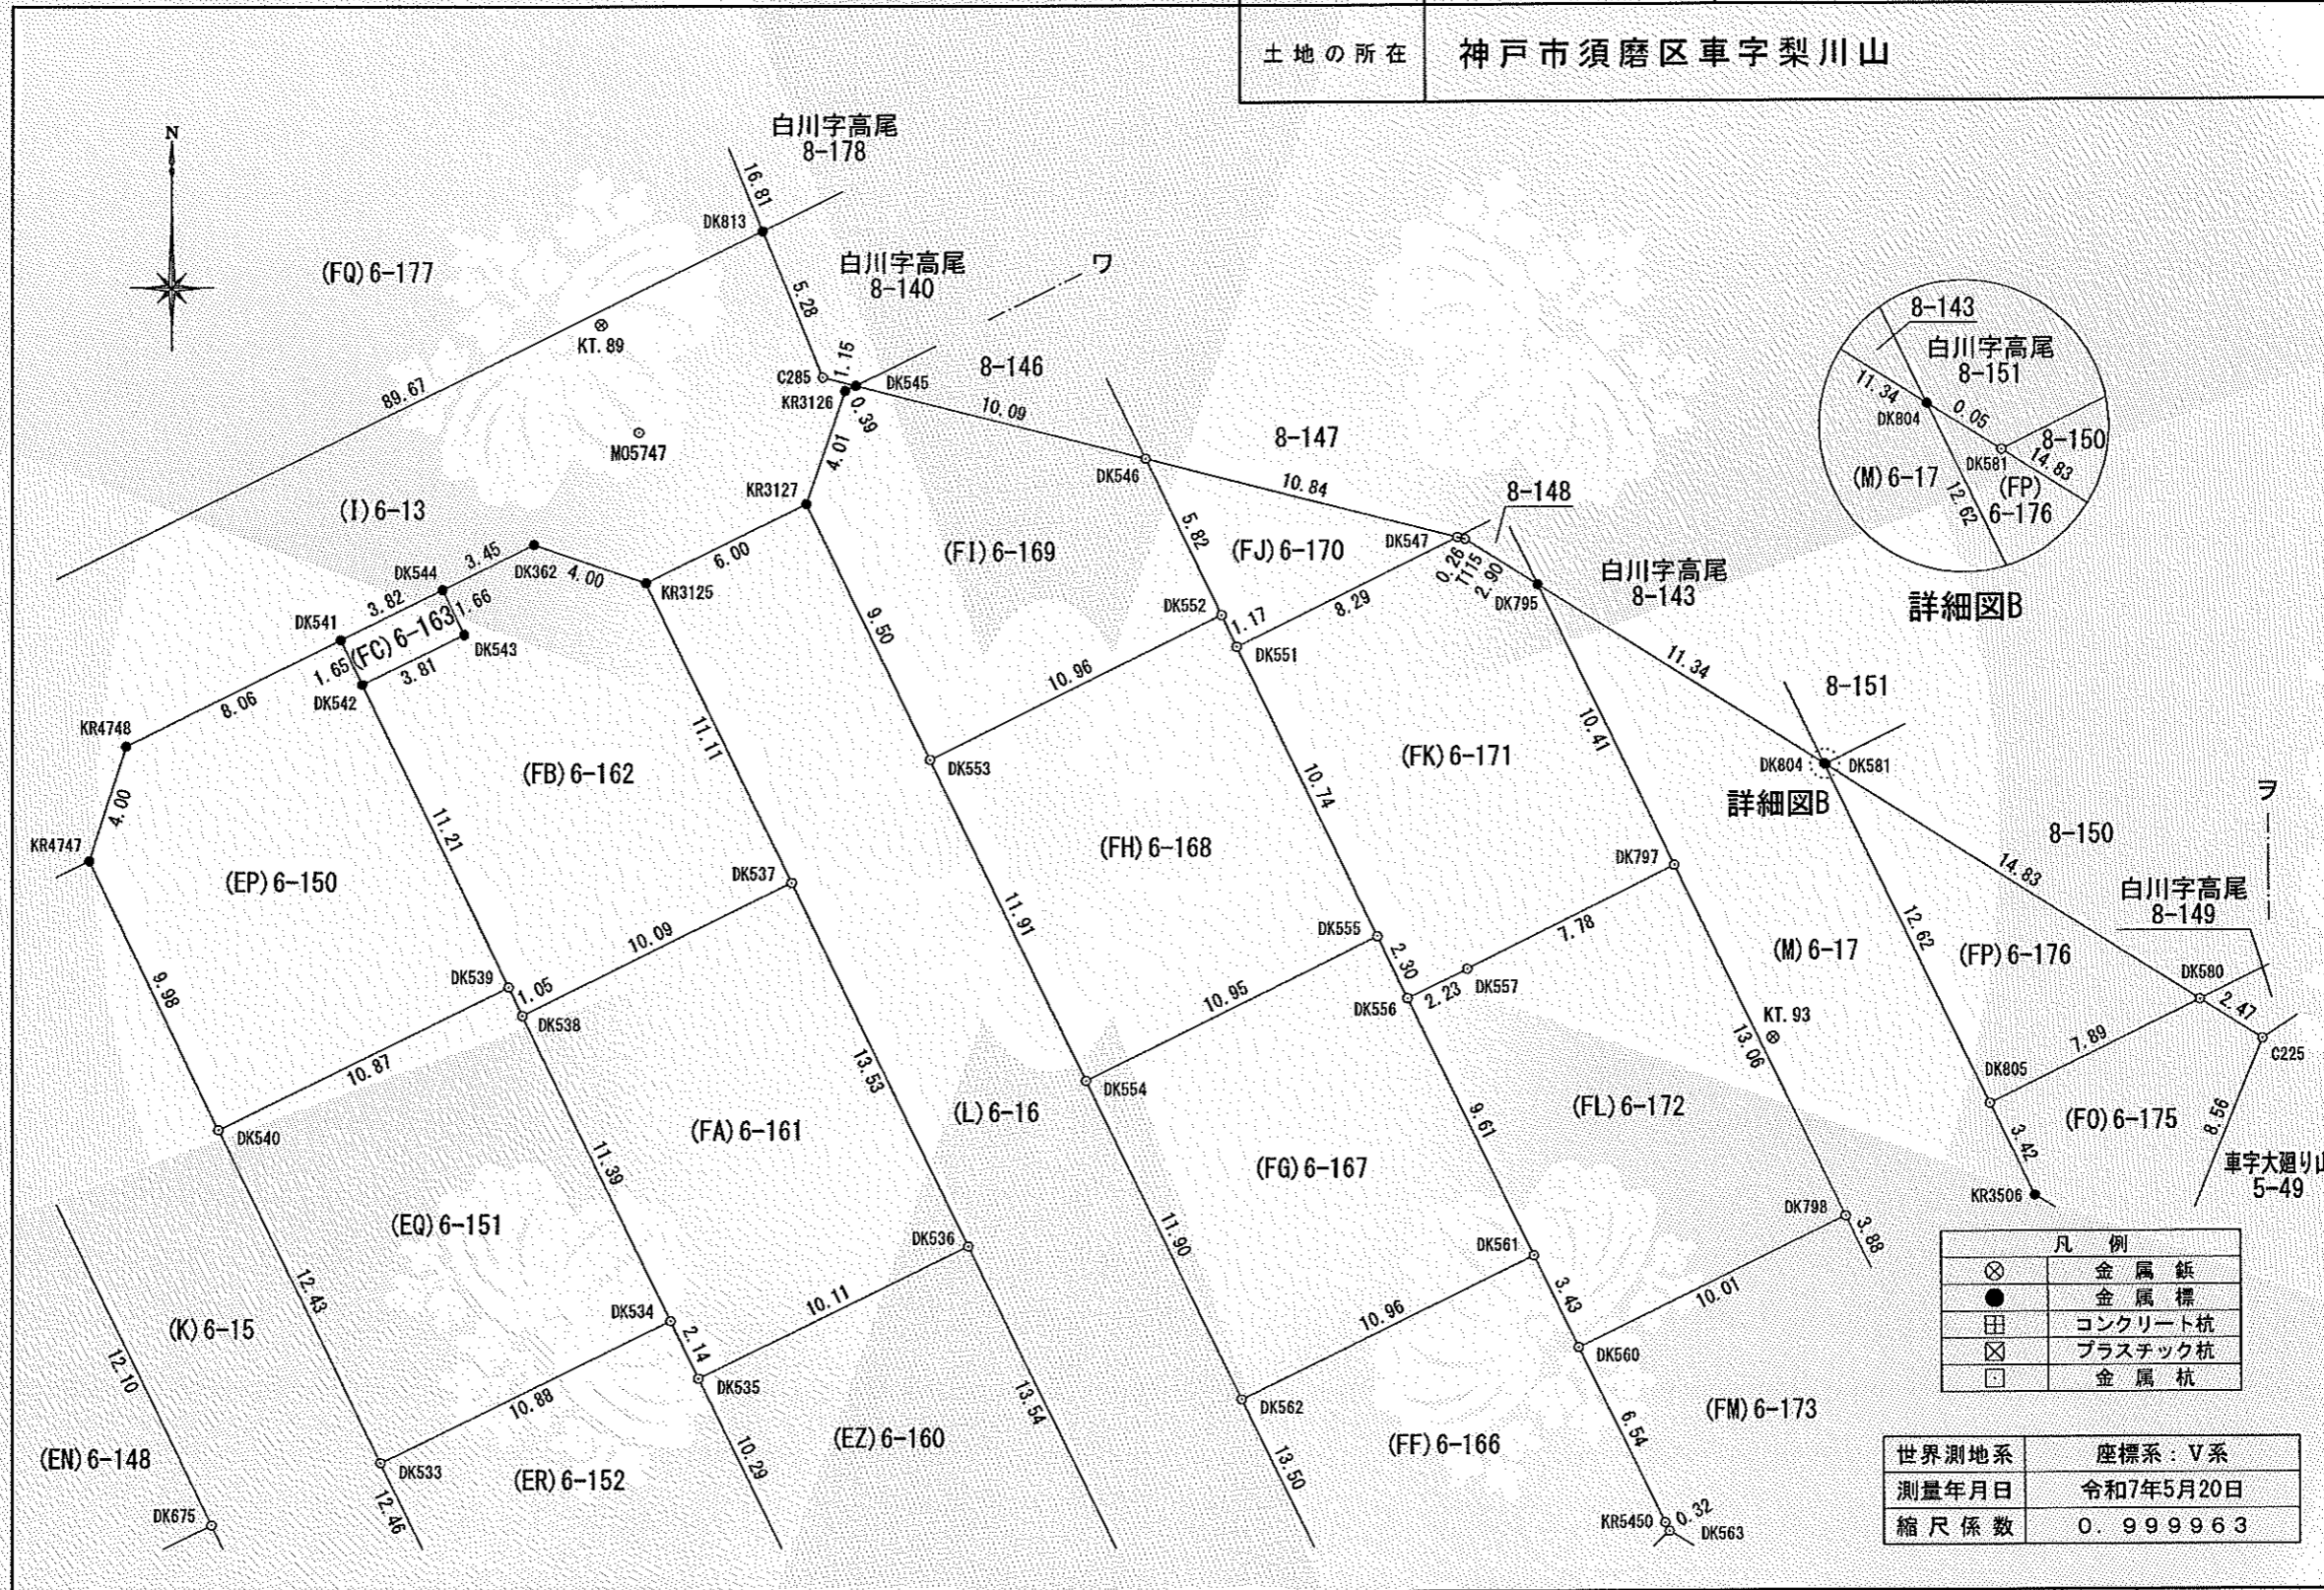 土地の所在 神戸市須磨区車字梨川山
N
白川字高尾
8-178
16.81
DK813
(FQ)6-177
89.67
KT.89
5.28
白川字高尾
8-140
ワ
C285
1.15
DK545
KR3126
0.39
8-146
10.09
M05747
4.01
KR3127
DK546
8-147
10.84
(I)6-13
3.45
DK544
DK362
4.00
6.00
KR3125
(FI)6-169
5.82
(FJ)6-170
DK547
8-148
0.26
T115
2.90
DK795
白川字高尾
8-143
DK541
3.82
1.66
(FC)6-163
DK543
1.65
3.81
DK542
9.50
DK552
1.17
8.29
DK551
8.06
KR4748
11.11
10.96
11.34
8-151
(FB)6-162
DK553
10.74
(FK)6-171
10.41
DK804
DK581
詳細図B
4.00
KR4747
11.21
(EP)6-150
DK537
(FH)6-168
DK797
ヲ
8-150
14.83
白川字高尾
8-149
9.98
10.09
11.91
DK555
2.30
7.78
12.62
(M)6-17
(FP)6-176
DK580
2.47
DK539
1.05
DK538
10.95
DK556
2.23
DK557
KT.93
13.06
C225
7.89
10.87
DK540
13.53
DK554
DK805
(FA)6-161
(L)6-16
(FL)6-172
9.61
(FO)6-175
8.56
3.42
11.39
(FG)6-167
車字大廻り山
5-49
KR3506
(EQ)6-151
11.90
DK798
3.88
DK536
DK561
12.43
10.11
3.43
10.01
DK534
2.14
10.96
(K)6-15
DK560
12.10
DK535
10.88
13.54
DK562
(FM)6-173
6.54
(EN)6-148
(EZ)6-160
(FF)6-166
DK533
10.29
13.50
(ER)6-152
12.46
DK675
KR5450
0.32
DK563
8-143
白川字高尾
8-151
11.34
DK804
0.05
8-150
DK581
14.83
(M)6-17
(FP)
6-176
12.62
詳細図B
凡例
金属鋲
金属標
コンクリート杭
プラスチック杭
金属杭
世界測地系 座標系:V系
測量年月日 令和7年5月20日
縮尺係数 0.999963